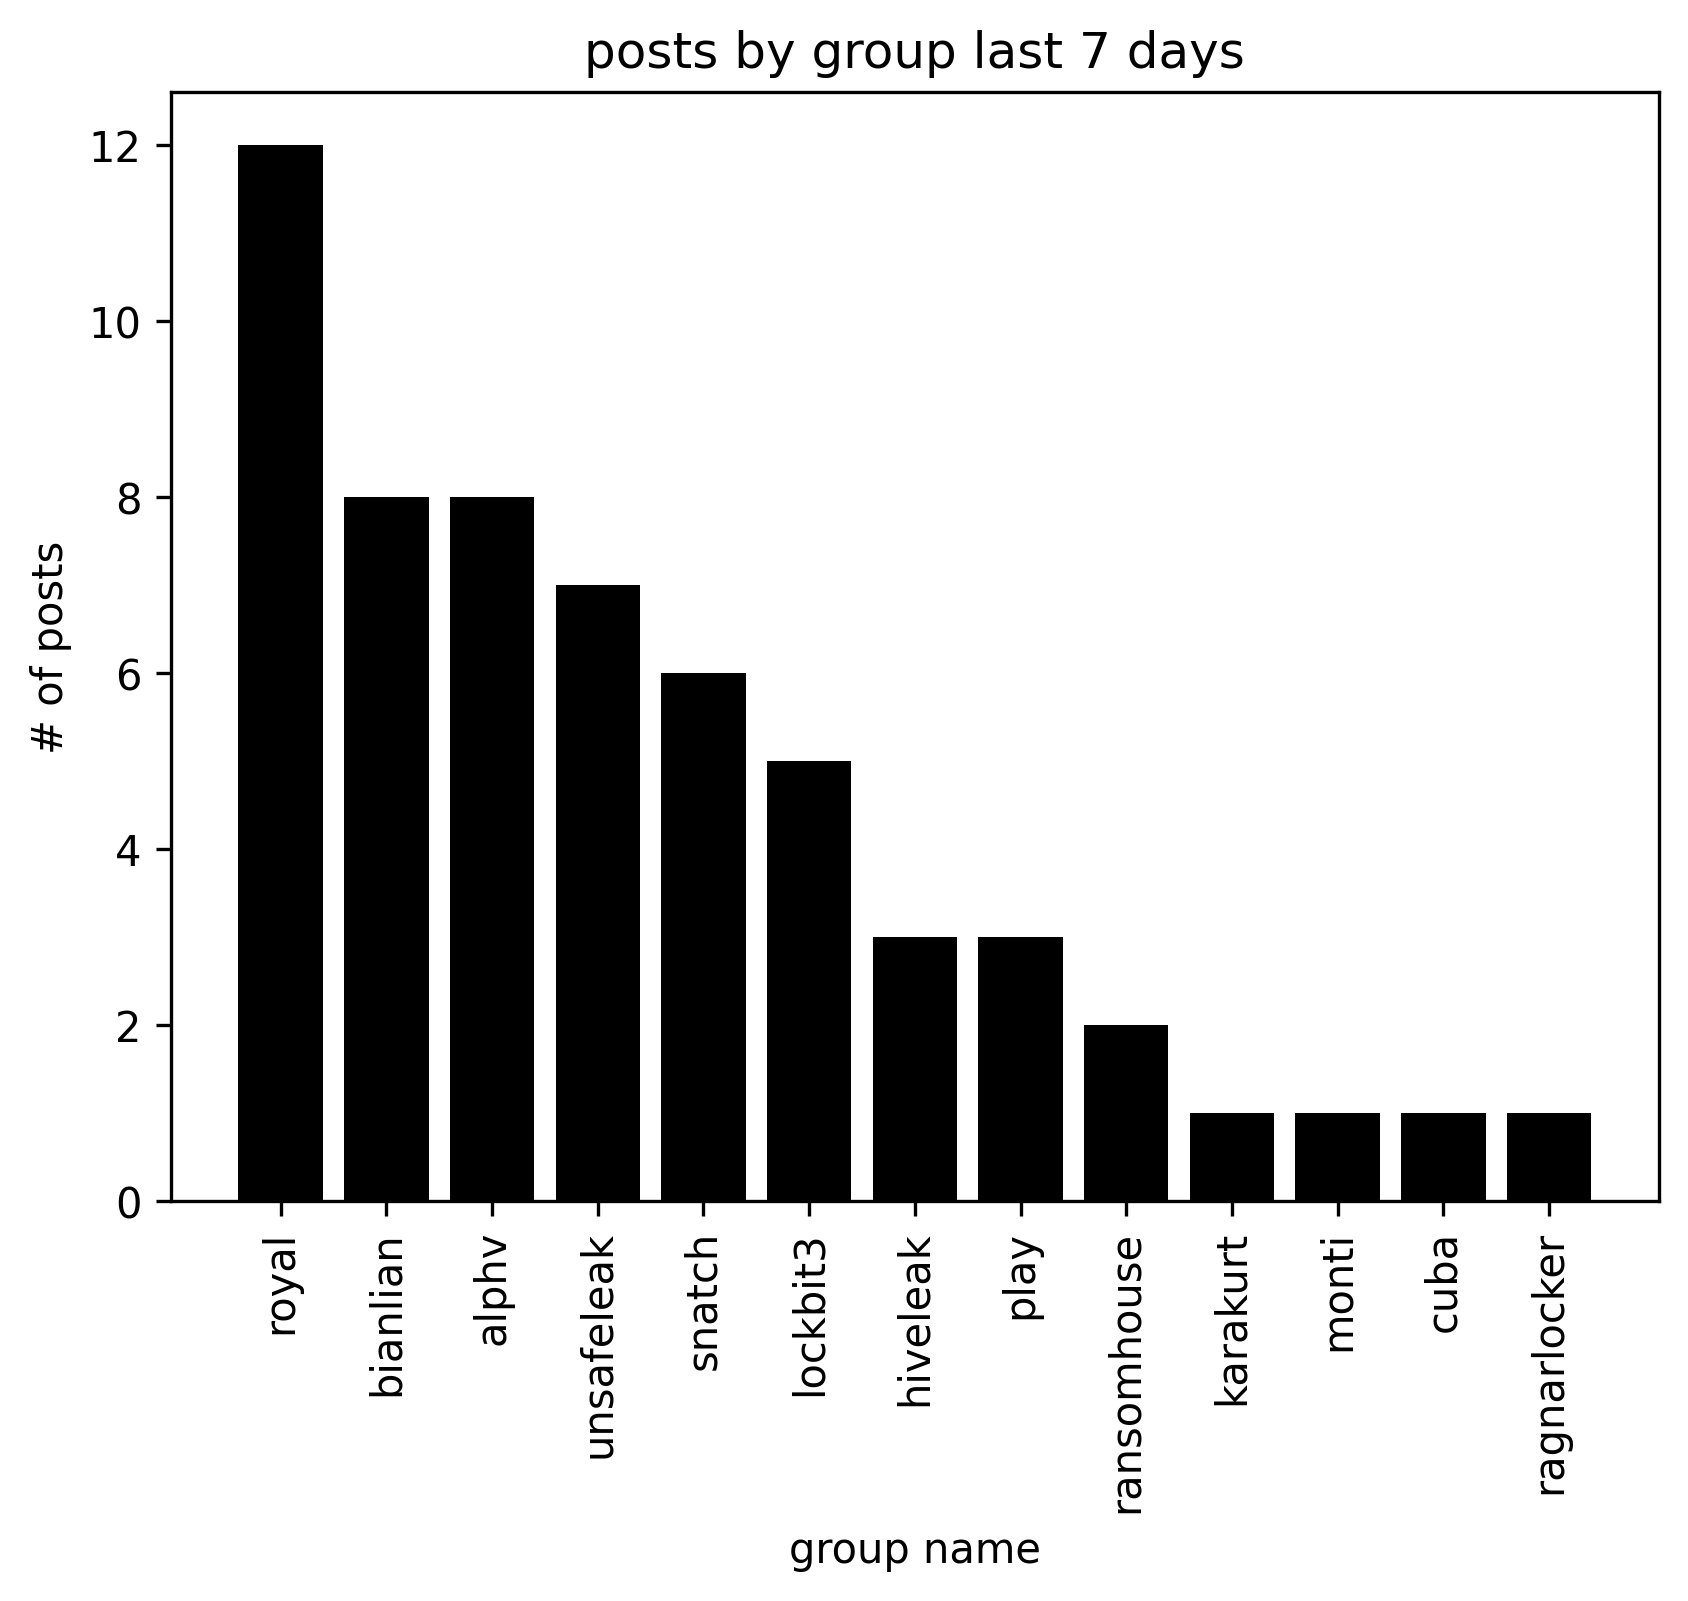 posts by group last 7 days
12
10
8
6
4
2
0
# of posts
royal
bianlian
alphv
unsafeleak
snatch
lockbit3
hiveleak
play
ransomhouse
karakurt
monti
cuba
ragnarlocker
group name